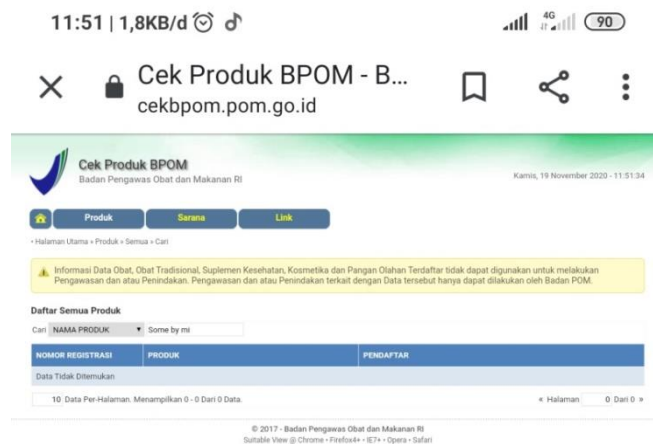 11:51 | 1,8KB/d
4G 90
Cek Produk BPOM - B...
cekbpom.pom.go.id
Cek Produk BPOM
Badan Pengawas Obat dan Makanan RI
Kamis, 19 November 2020 - 11:51:34
Produk Sarana Link
• Halaman Utama » Produk » Semua » Cari
Informasi Data Obat, Obat Tradisional, Suplemen Kesehatan, Kosmetika dan Pangan Olahan Terdaftar tidak dapat digunakan untuk melakukan
Pengawasan dan atau Penindakan. Pengawasan dan atau Penindakan terkait dengan Data tersebut hanya dapat dilakukan oleh Badan POM.
Daftar Semua Produk
Cari NAMA PRODUK Some by mi
NOMOR REGISTRASI PRODUK PENDAFTAR
Data Tidak Ditemukan
10 Data Per-Halaman. Menampilkan 0 - 0 Dari 0 Data. « Halaman 0 Dari 0 »
© 2017 - Badan Pengawas Obat dan Makanan RI
Suitable View @ Chrome • Firefox4+ • IE7+ • Opera • Safari